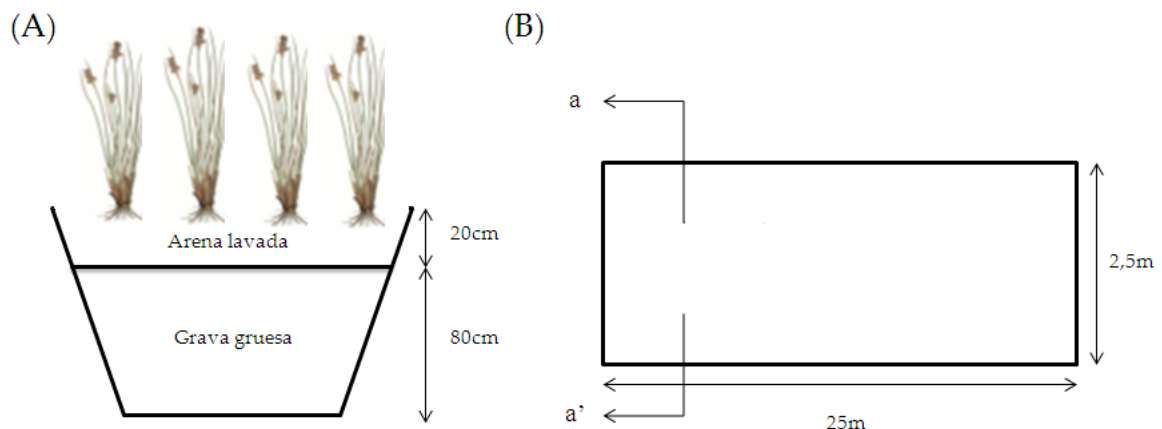 (A)
Arena lavada
20cm
Grava gruesa
80cm
(B)
a
2,5m
a’
25m